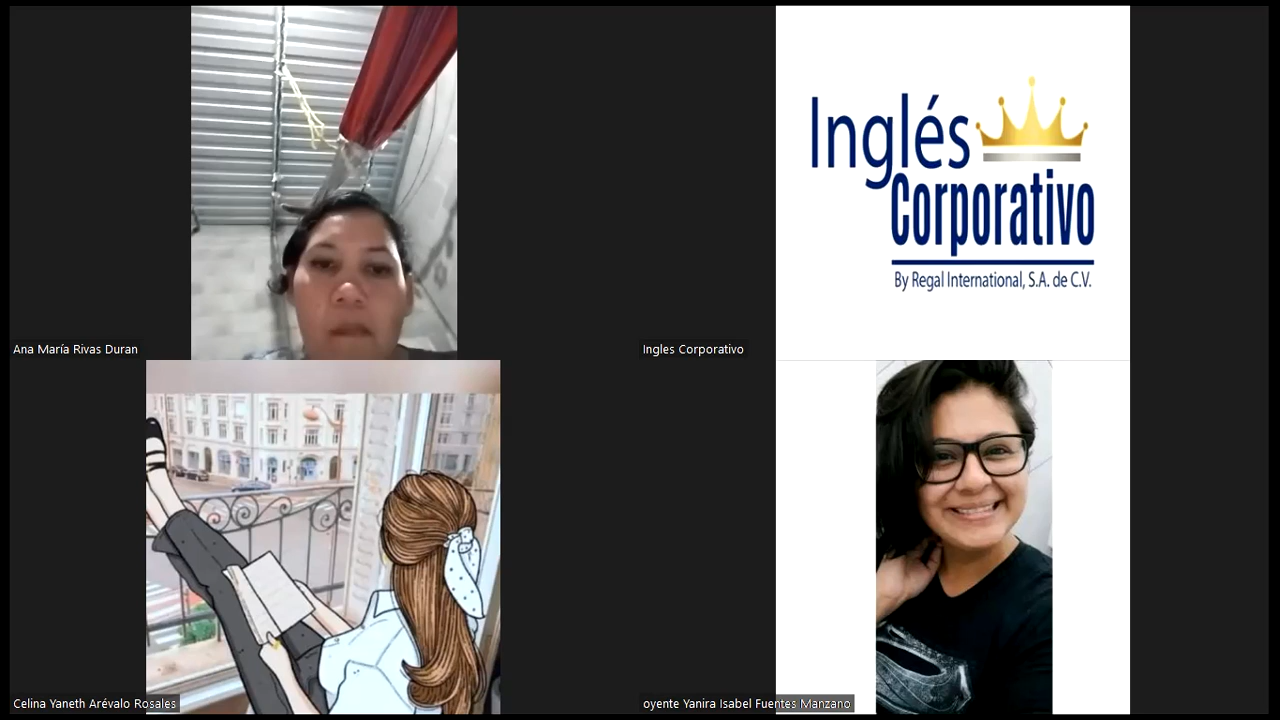 Inglés
Corporativo
By Regal International, S.A. de C.V.
Ana María Rivas Duran
Ingles Corporativo
Celina Yaneth Arévalo Rosales
oyente Yanira Isabel Fuentes Manzano